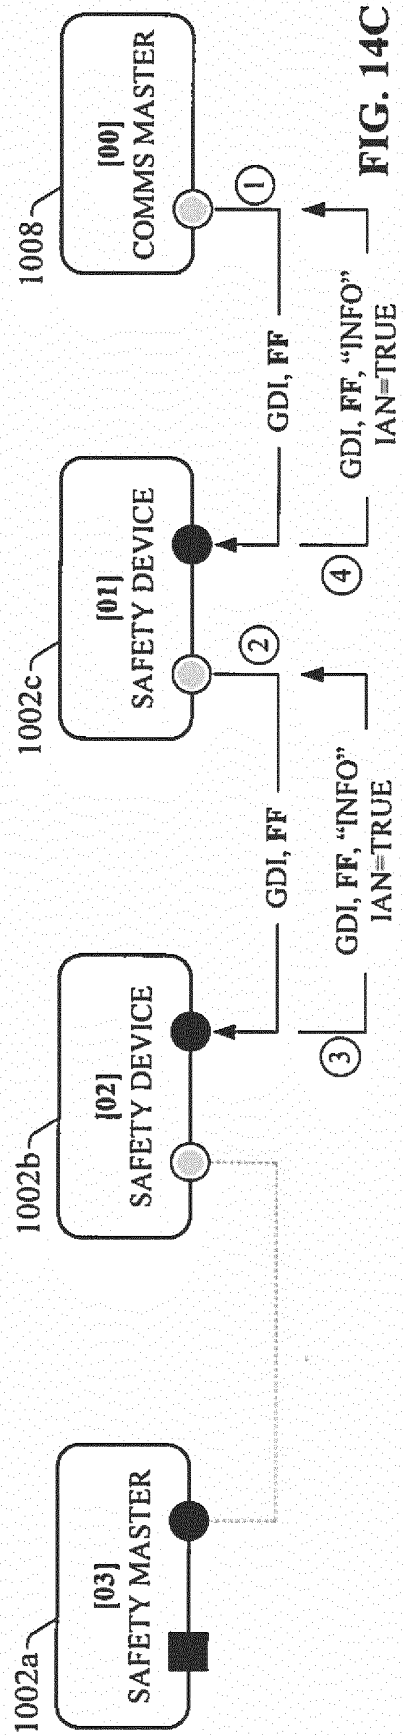 1002a
[03]
SAFETY MASTER
1002b
[02]
SAFETY DEVICE
1002c
[01]
SAFETY DEVICE
1008
[00]
COMMS MASTER
GDI, FF
2
GDI, FF
1
3
GDI, FF, “INFO”
IAN=TRUE
4
GDI, FF, “INFO”
IAN=TRUE
FIG. 14C